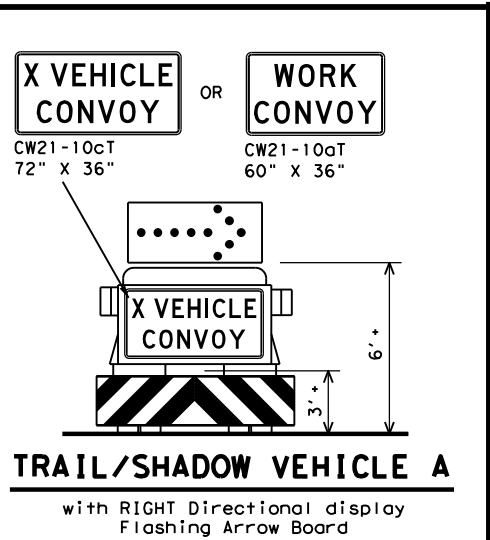 X VEHICLE
CONVOY
OR
WORK
CONVOY
CW21-10cT
72" X 36"
CW21-10aT
60" X 36"
X VEHICLE
CONVOY
6' +
3' +
TRAIL/SHADOW VEHICLE A
with RIGHT Directional display
Flashing Arrow Board